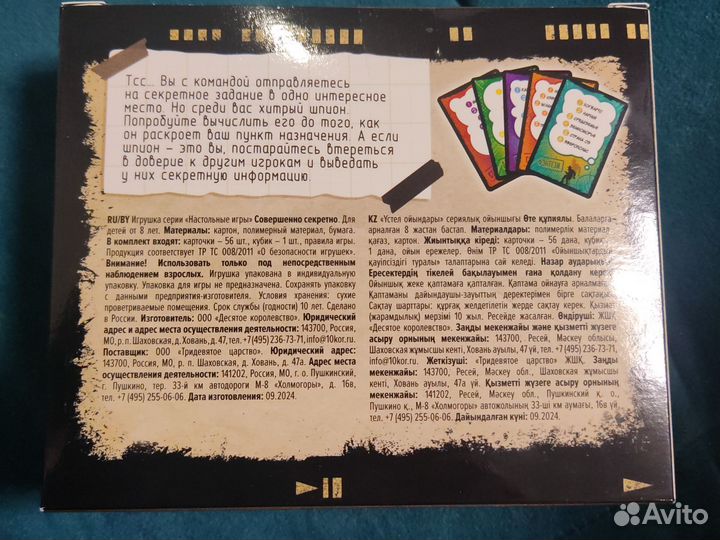 Тсс... Вы с командой отправляетесь
на секретное задание в одно интересное
место. Но среди вас хитрый шпион.
Попробуйте вычислить его до того, как
он раскроет ваш пункт назначения. А если
шпион – это вы, постарайтесь втереться
в доверие к другим игрокам и выведать
у них секретную информацию.
RU/BY Игрушка серии «Настольные игры» Совершенно секретно. Для
детей от 8 лет. Материалы: картон, полимерный материал, бумага.
В комплект входят: карточки – 56 шт., кубик – 1 шт., правила игры.
Продукция соответствует ТР ТС 008/2011 «О безопасности игрушек».
Внимание! Использовать только под непосредственным
наблюдением взрослых. Игрушка упакована в индивидуальную
упаковку. Упаковка для игры не предназначена. Сохранять упаковку
с данными предприятия-изготовителя. Условия хранения: сухие
проветриваемые помещения. Срок службы (годности) 10 лет. Сделано
в России. Изготовитель: ООО «Десятое королевство». Юридический
адрес и адрес места осуществления деятельности: 143700, Россия,
МО, р. п. Шаховская, д. Ховань, д. 47, тел. +7 (495) 236-73-71, info@10kor.ru.
Поставщик: ООО «Тридевятое царство». Юридический адрес:
143700, Россия, МО, р. п. Шаховская, д. Ховань, д. 47а. Адрес места
осуществления деятельности: 141202, Россия, МО, г. о. Пушкинский,
г. Пушкино, тер. 33-й км автодороги М-8 «Холмогоры», д. 16в,
тел. +7 (495) 255-06-06. Дата изготовления: 09.2024.
KZ «Үстел ойындары» сериялық ойыншығы Өте құпиялы. Балаларға
арналған 8 жастан бастап. Материалдары: полимерлік материал,
қағаз, картон. Жиынтыққа кіреді: карточки – 56 дана, кубик –
1 дана, ойын ережелері. Өнім ТР ТС 008/2011 «Ойыншықтардың
қауіпсіздігі туралы» талаптарына сай келеді. Назар аударыңыз!
Ересектердің тікелей бақылауымен ғана қолдану керек.
Ойыншық жеке қаптамаға қапталған. Қаптама ойнауға арналмаған.
Қаптаманы дайындаушы-зауыттың деректерімен бірге сақтаңыз.
Сақтау шарттары: құрғақ желдетілетін жерде сақтау керек. Қызмет
(жарамдылық) мерзімі 10 жыл. Ресейде жасалған. Өндіруші: ЖШҚ
«Десятое королевство». Заңды мекенжайы және қызметті жүзеге
асыру орнының мекенжайы: 143700, Ресей, Мәскеу облысы,
Шаховская жұмысшы кенті, Ховань ауылы, 47 үй, тел. +7 (495) 236-73-71,
info@10kor.ru. Жеткізуші: «Тридевятое царство» ЖШҚ. Заңды
мекенжайы: 143700, Ресей, Мәскеу обл., Шаховская жұмысшы
кенті, Ховань ауылы, 47а үй. Қызметті жүзеге асыру орнының
мекенжайы: 141202, Ресей, Мәскеу обл., Пушкинский қ. о.,
Пушкино қ., М-8 «Холмогоры» автожолының 33-ші км аумағы, 16в үй,
тел. +7 (495) 255-06-06. Дайындалған күні: 09.2024.
Avito